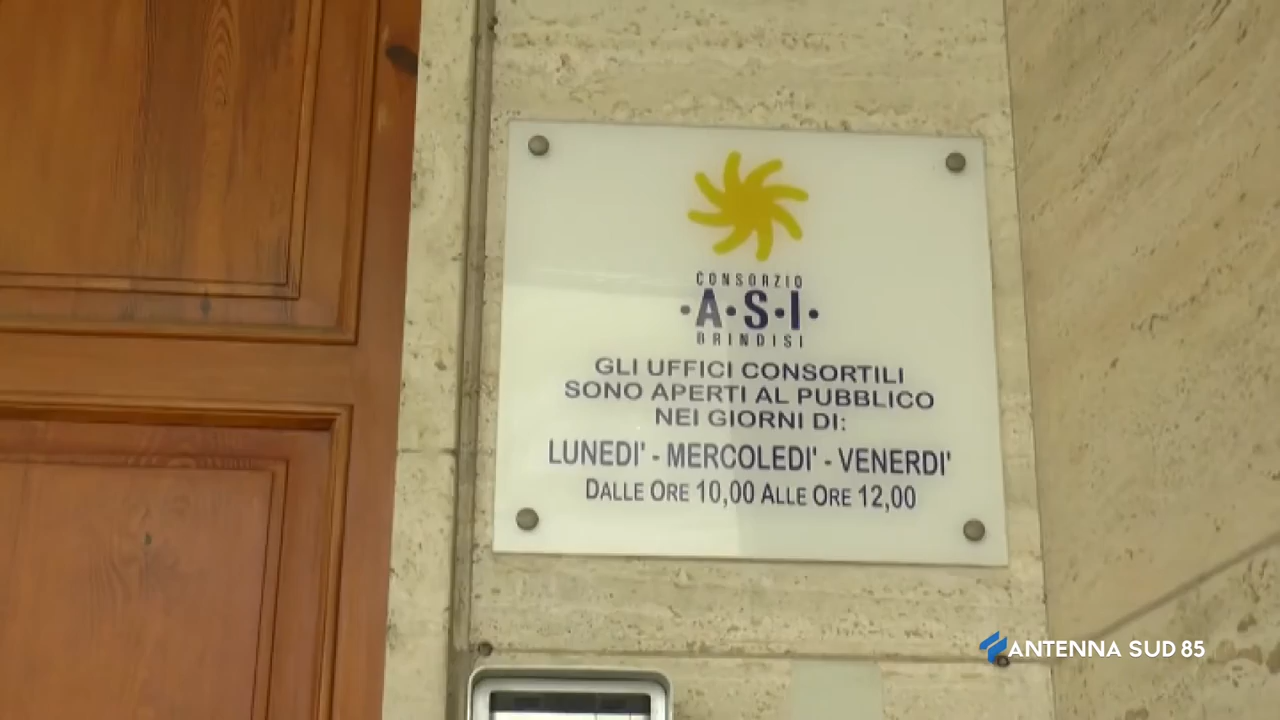 CONSORZIO
·A·S·I·
BRINDISI
GLI UFFICI CONSORTILI
SONO APERTI AL PUBBLICO
NEI GIORNI DI:
LUNEDI' - MERCOLEDI' - VENERDI'
DALLE ORE 10,00 ALLE ORE 12,00
ANTENNA SUD 85